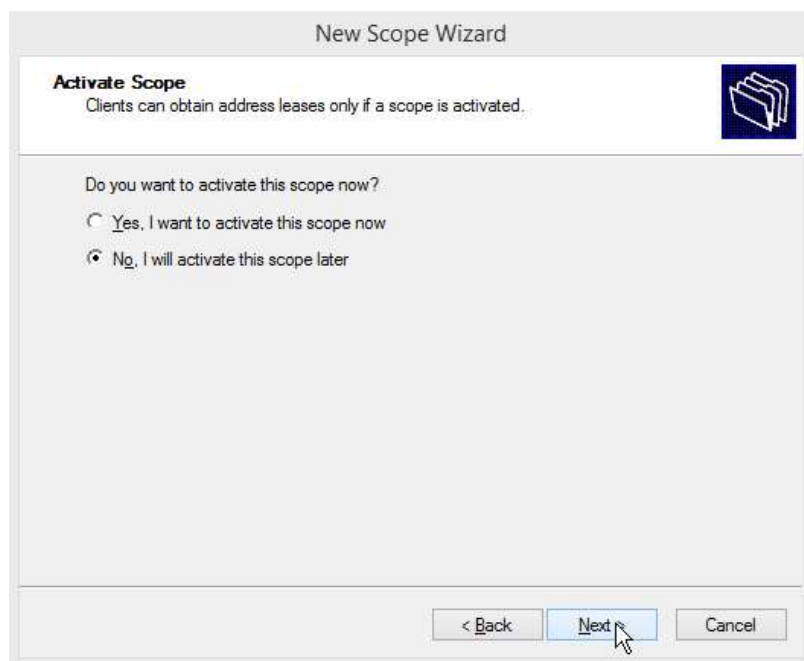 New Scope Wizard
Activate Scope
Clients can obtain address leases only if a scope is activated.
Do you want to activate this scope now?
Yes, I want to activate this scope now
No, I will activate this scope later
< Back Next > Cancel